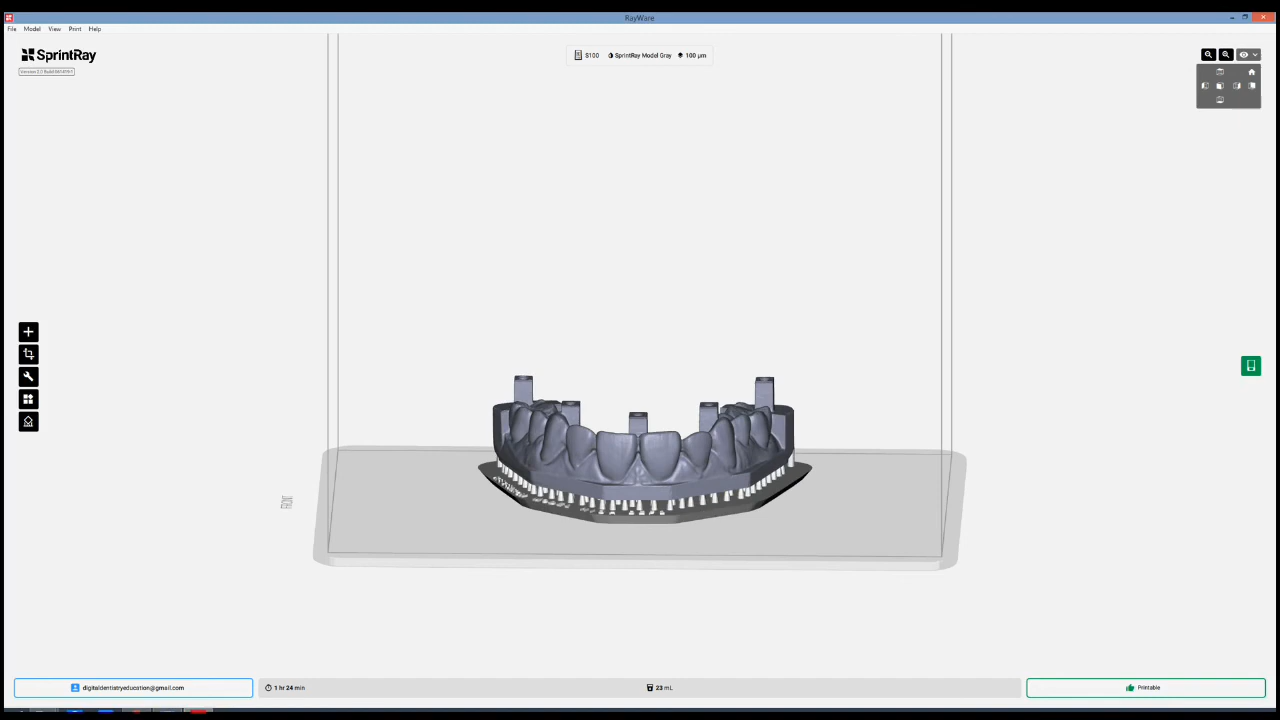 RayWare
File Model View Print Help
SprintRay
S100 SprintRay Model Gray 100 µm
FRONT
digitaldentistryeducation@gmail.com 1 hr 24 min 23 mL Printable